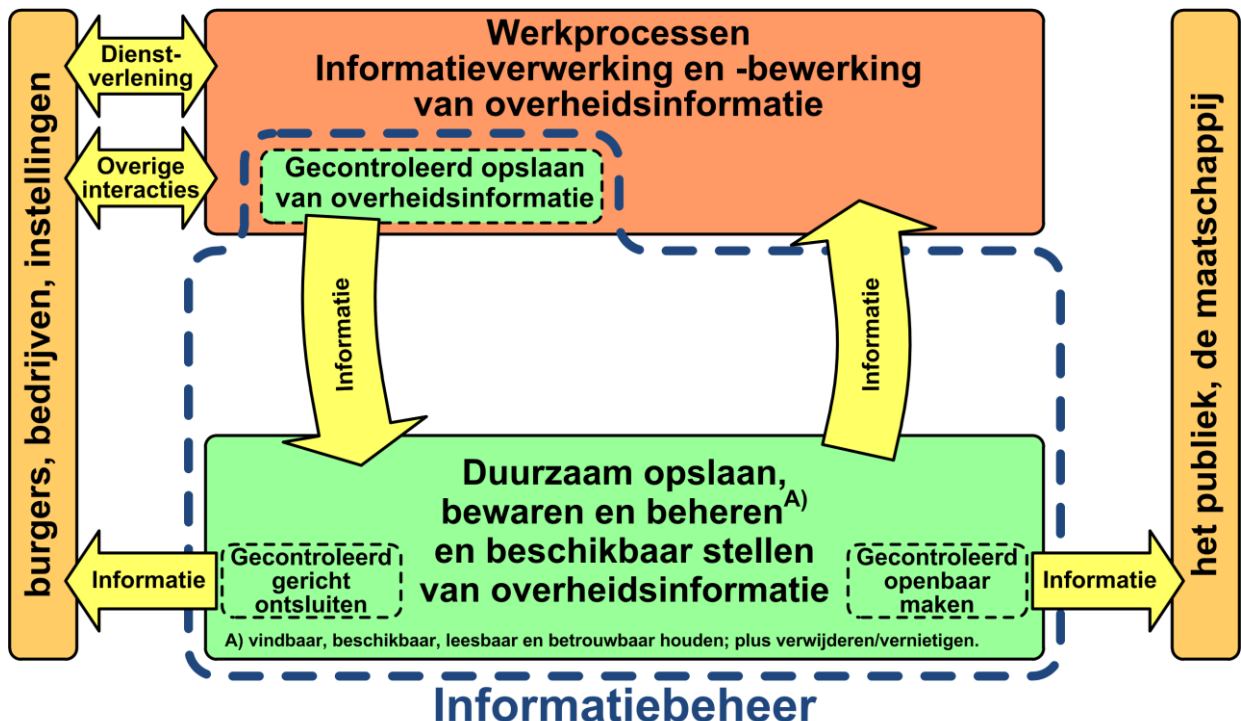 burgers, bedrijven, instellingen
Dienst-
verlening
Overige
interacties
Werkprocessen
Informatieverwerking en -bewerking
van overheidsinformatie
Gecontroleerd opslaan
van overheidsinformatie
Informatie
Informatie
Duurzaam opslaan,
bewaren en beheren A)
en beschikbaar stellen
van overheidsinformatie
Informatie
Gecontroleerd
gericht
ontsluiten
Gecontroleerd
openbaar
maken
Informatie
A) vindbaar, beschikbaar, leesbaar en betrouwbaar houden; plus verwijderen/vernietigen.
het publiek, de maatschappij
Informatiebeheer